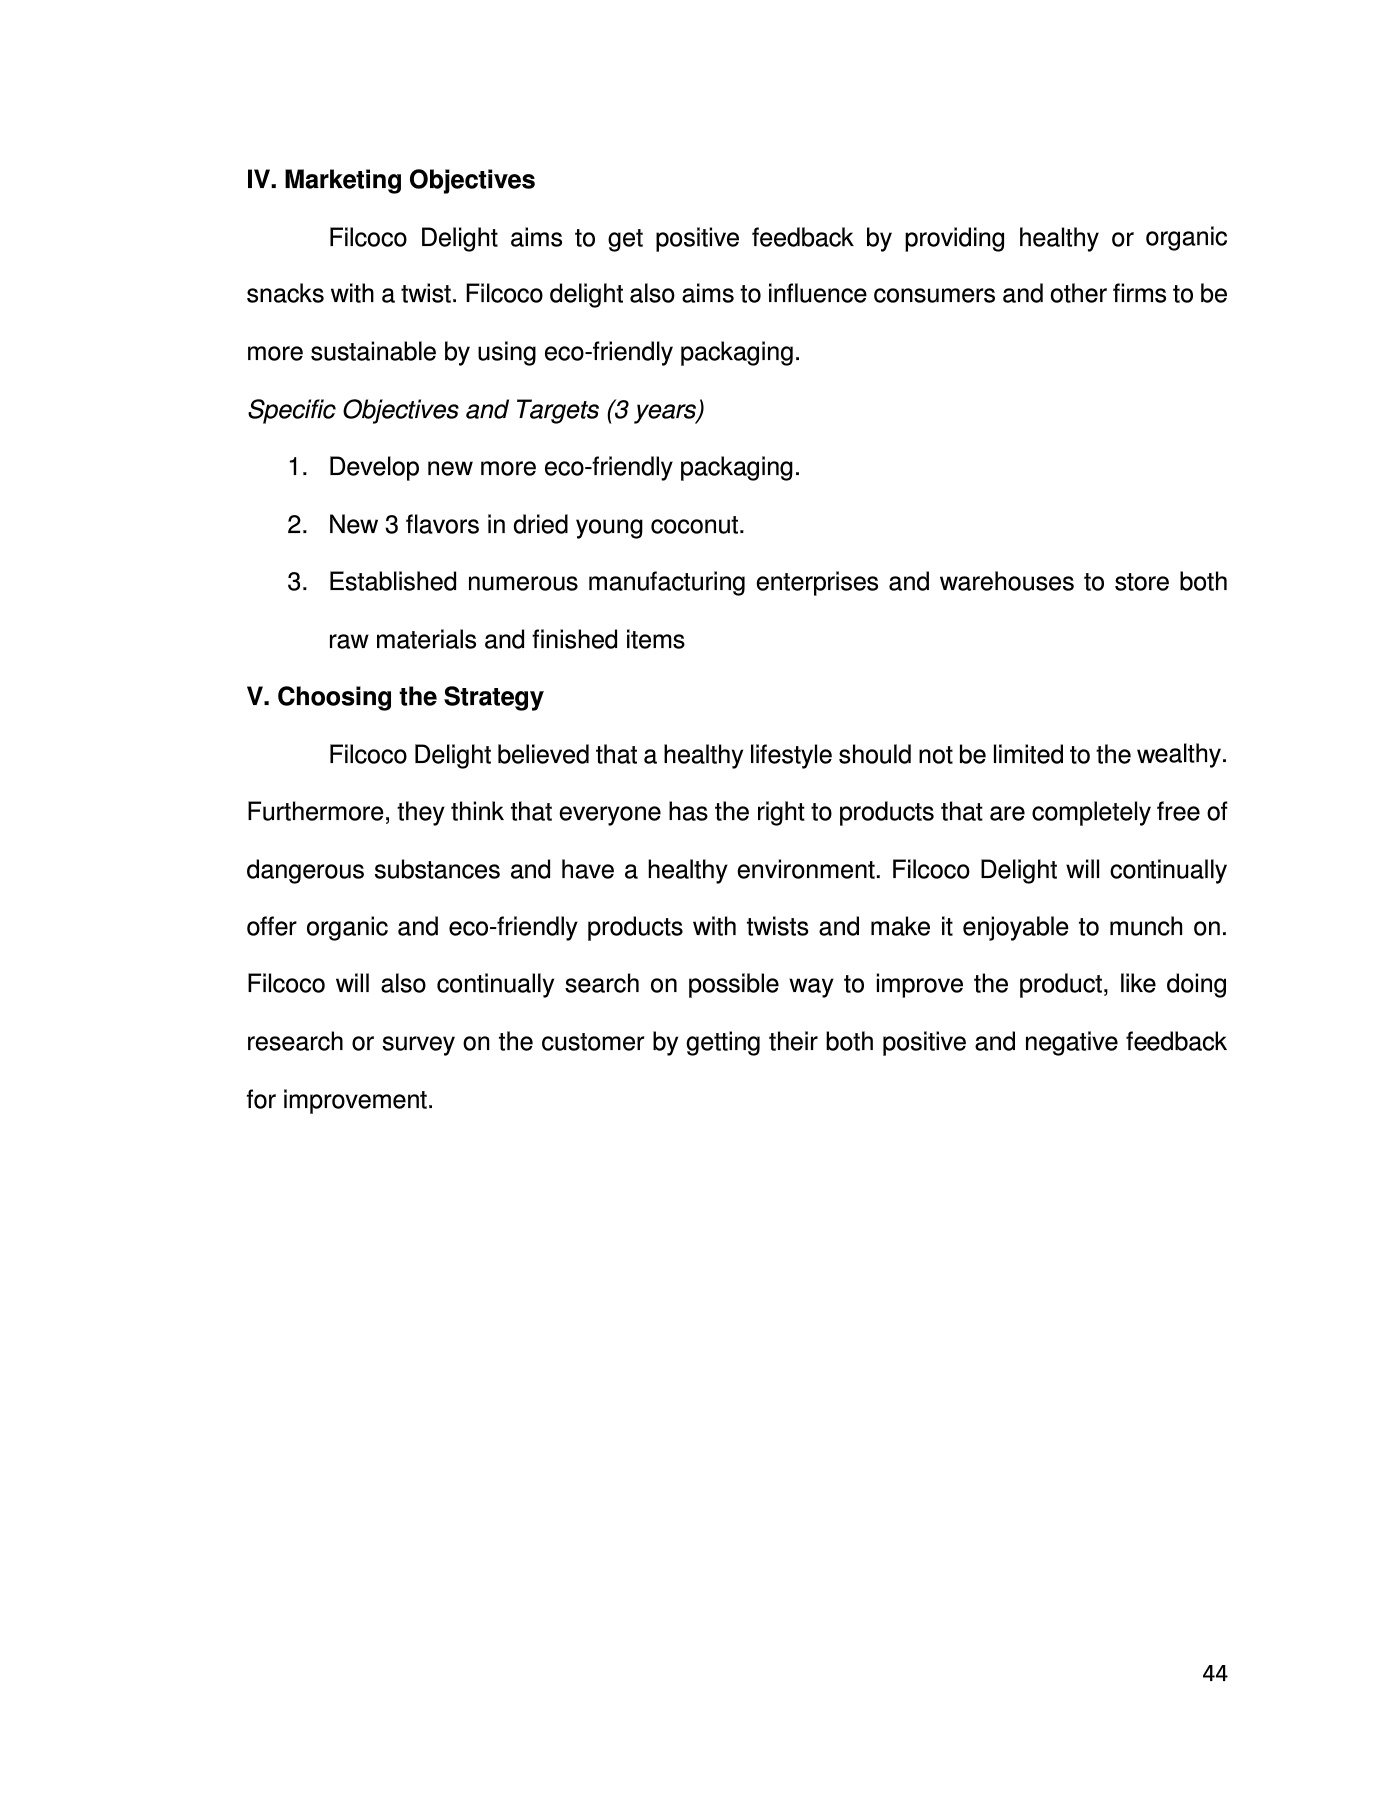 IV. Marketing Objectives
Filcoco Delight aims to get positive feedback by providing healthy or organic
snacks with a twist. Filcoco delight also aims to influence consumers and other firms to be
more sustainable by using eco-friendly packaging.
Specific Objectives and Targets (3 years)
1. Develop new more eco-friendly packaging.
2. New 3 flavors in dried young coconut.
3. Established numerous manufacturing enterprises and warehouses to store both
raw materials and finished items
V. Choosing the Strategy
Filcoco Delight believed that a healthy lifestyle should not be limited to the wealthy.
Furthermore, they think that everyone has the right to products that are completely free of
dangerous substances and have a healthy environment. Filcoco Delight will continually
offer organic and eco-friendly products with twists and make it enjoyable to munch on.
Filcoco will also continually search on possible way to improve the product, like doing
research or survey on the customer by getting their both positive and negative feedback
for improvement.
44